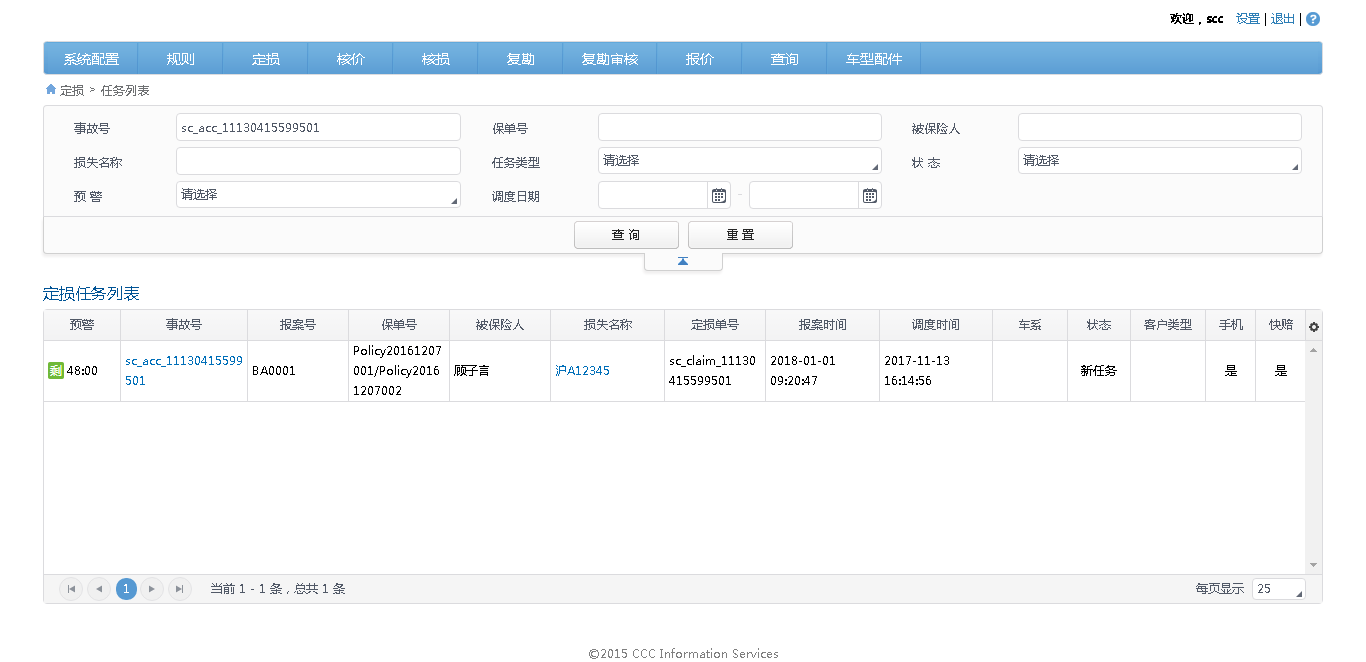 欢迎，scc 设置 | 退出 | ?
系统配置 规则 定损 核价 核损 复勘 复勘审核 报价 查询 车型配件
定损 > 任务列表
事故号 sc_acc_11130415599501 保单号 被保险人
损失名称 任务类型 请选择 状 态 请选择
预 警 请选择 调度日期 -
查 询 重 置
定损任务列表
预警 事故号 报案号 保单号 被保险人 损失名称 定损单号 报案时间 调度时间 车系 状态 客户类型 手机 快赔
Policy20161207
sc_acc_11130415599 sc_claim_11130 2018-01-01 2017-11-13
剩 48:00 BA0001 001/Policy2016 顾子言 沪A12345 新任务 是 是
501 415599501 09:20:47 16:14:56
1207002
1 当前 1 - 1 条，总共 1 条 每页显示 25
©2015 CCC Information Services